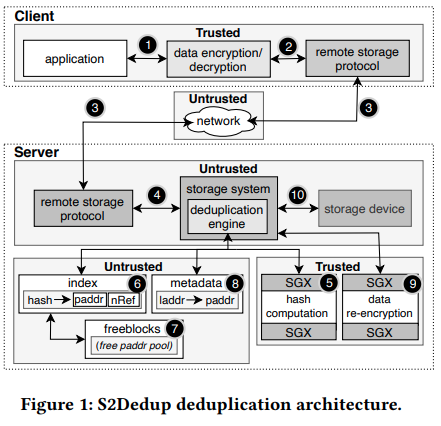 Client
Trusted
application
1
data encryption/
decryption
2
remote storage
protocol
3
Untrusted
network
3
Server
Untrusted
remote storage
protocol
4
storage system
deduplication
engine
10
storage device
Untrusted
index
6
hash
paddr
nRef
metadata
8
laddr
paddr
freeblocks
7
(free paddr pool)
Trusted
SGX
5
hash
computation
SGX
SGX
9
data
re-encryption
SGX
Figure 1: S2Dedup deduplication architecture.